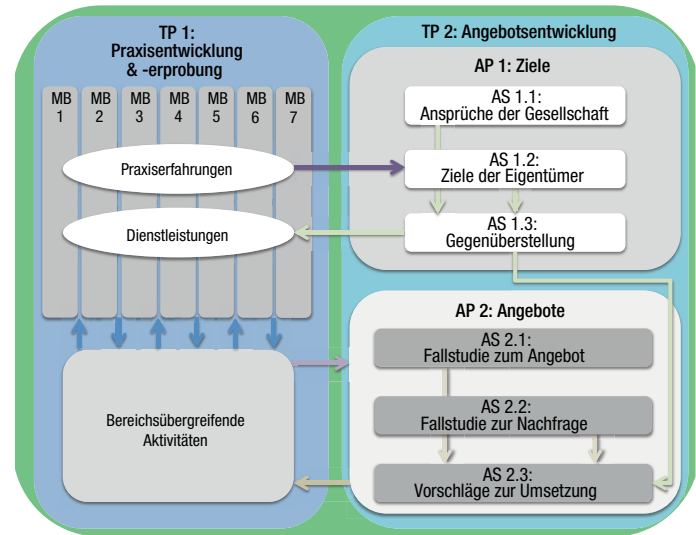 TP 1:
Praxisentwicklung
& -erprobung
MB
1
MB
2
MB
3
MB
4
MB
5
MB
6
MB
7
Praxiserfahrungen
Dienstleistungen
Bereichsübergreifende
Aktivitäten
TP 2: Angebotsentwicklung
AP 1: Ziele
AS 1.1:
Ansprüche der Gesellschaft
AS 1.2:
Ziele der Eigentümer
AS 1.3:
Gegenüberstellung
AP 2: Angebote
AS 2.1:
Fallstudie zum Angebot
AS 2.2:
Fallstudie zur Nachfrage
AS 2.3:
Vorschläge zur Umsetzung